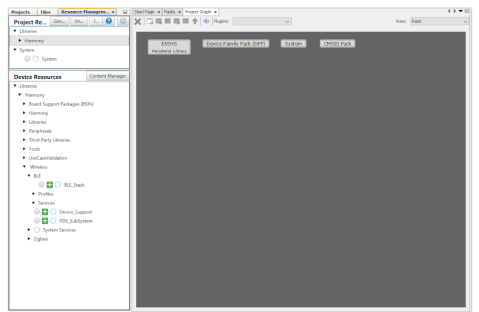 Projects Files Resource Managem... ×
Project Re... Gen... Im... E...
Libraries
Harmony
System
System
Device Resources Content Manager
Libraries
Harmony
Board Support Packages (BSPs)
Harmony
Libraries
Peripherals
Third Party Libraries
Tools
UseCaseValidation
Wireless
BLE
BLE_Stack
Profiles
Services
Device_Support
PDS_SubSystem
System Services
Zigbee
Start Page × Packs × Project Graph ×
Plugins: View: Root
EVSYS
Peripheral Library
Device Family Pack (DFP)
System
CMSIS Pack